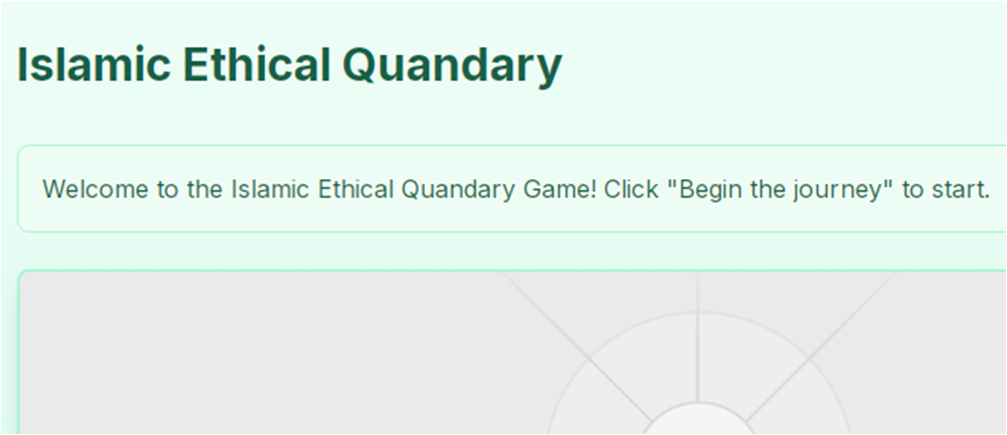 Islamic Ethical Quandary
Welcome to the Islamic Ethical Quandary Game! Click "Begin the journey" to start.